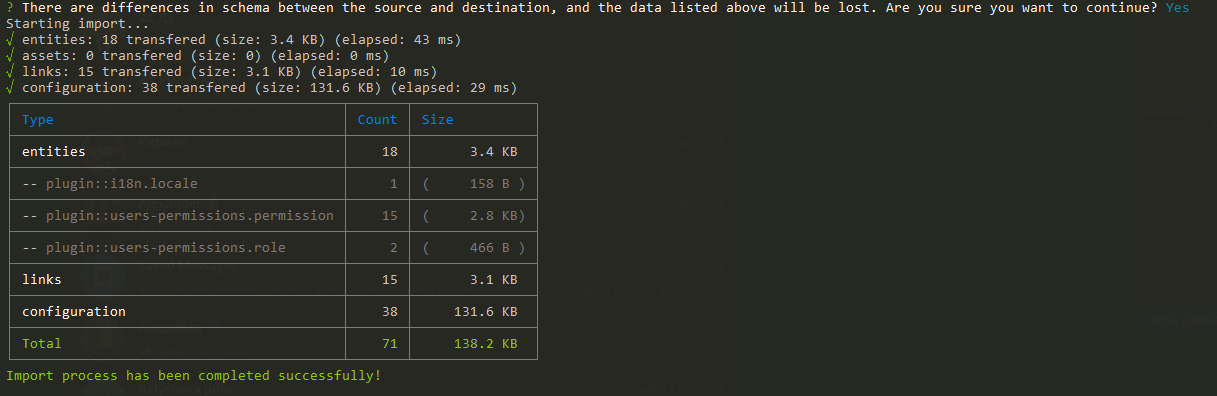 ? There are differences in schema between the source and destination, and the data listed above will be lost. Are you sure you want to continue? Yes
Starting import...
√ entities: 18 transfered (size: 3.4 KB) (elapsed: 43 ms)
√ assets: 0 transfered (size: 0) (elapsed: 0 ms)
√ links: 15 transfered (size: 3.1 KB) (elapsed: 10 ms)
√ configuration: 38 transfered (size: 131.6 KB) (elapsed: 29 ms)
Type Count Size
entities 18 3.4 KB
-- plugin::i18n.locale 1 ( 158 B )
-- plugin::users-permissions.permission 15 ( 2.8 KB)
-- plugin::users-permissions.role 2 ( 466 B )
links 15 3.1 KB
configuration 38 131.6 KB
Total 71 138.2 KB
Import process has been completed successfully!